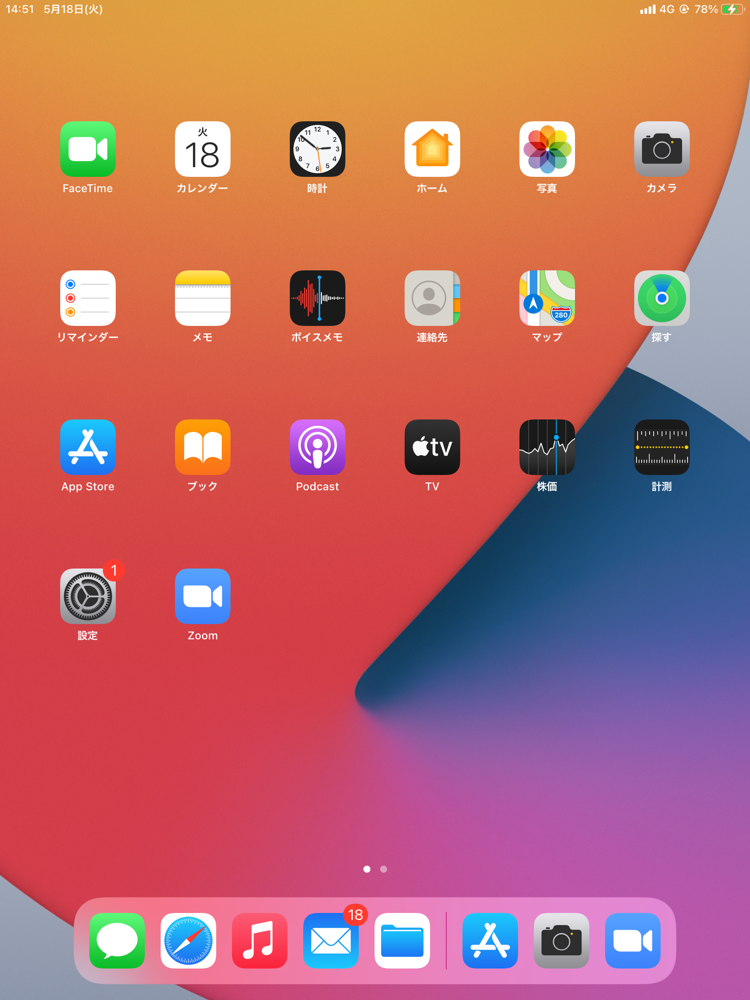 14:51 5月18日(火) 4G 78%
火
18
12 1 2 3 4 5 6 7 8 9 10 11
FaceTime カレンダー 時計 ホーム 写真 カメラ
280
リマインダー メモ ボイスメモ 連絡先 マップ 探す
tv
App Store ブック Podcast TV 株価 計測
1
設定 Zoom
18